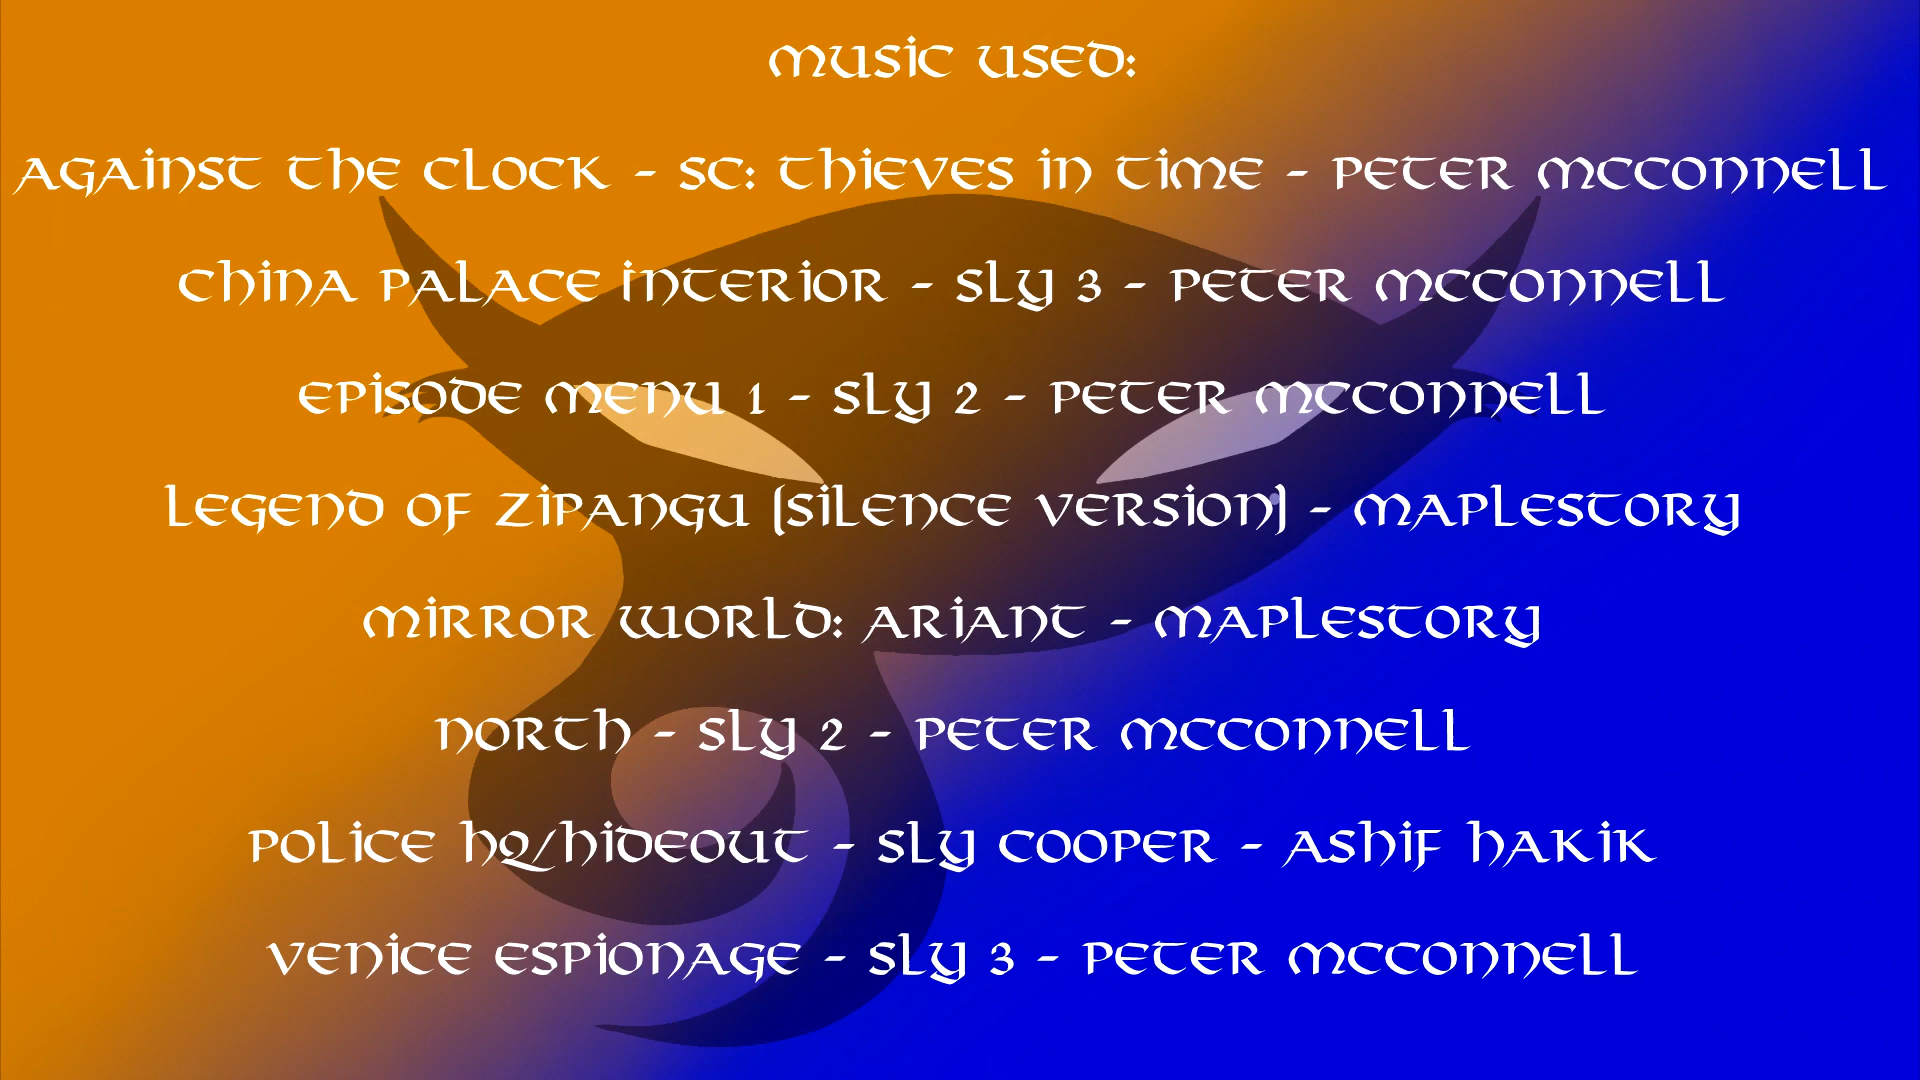 Music Used:
Against the Clock - SC: Thieves in Time - Peter McConnell
China Palace Interior - Sly 3 - Peter McConnell
Episode Menu 1 - Sly 2 - Peter McConnell
Legend of Zipangu (Silence Version) - MapleStory
Mirror World: Ariant - MapleStory
North - Sly 2 - Peter McConnell
Police HQ/Hideout - Sly Cooper - Ashif Hakik
Venice Espionage - Sly 3 - Peter McConnell